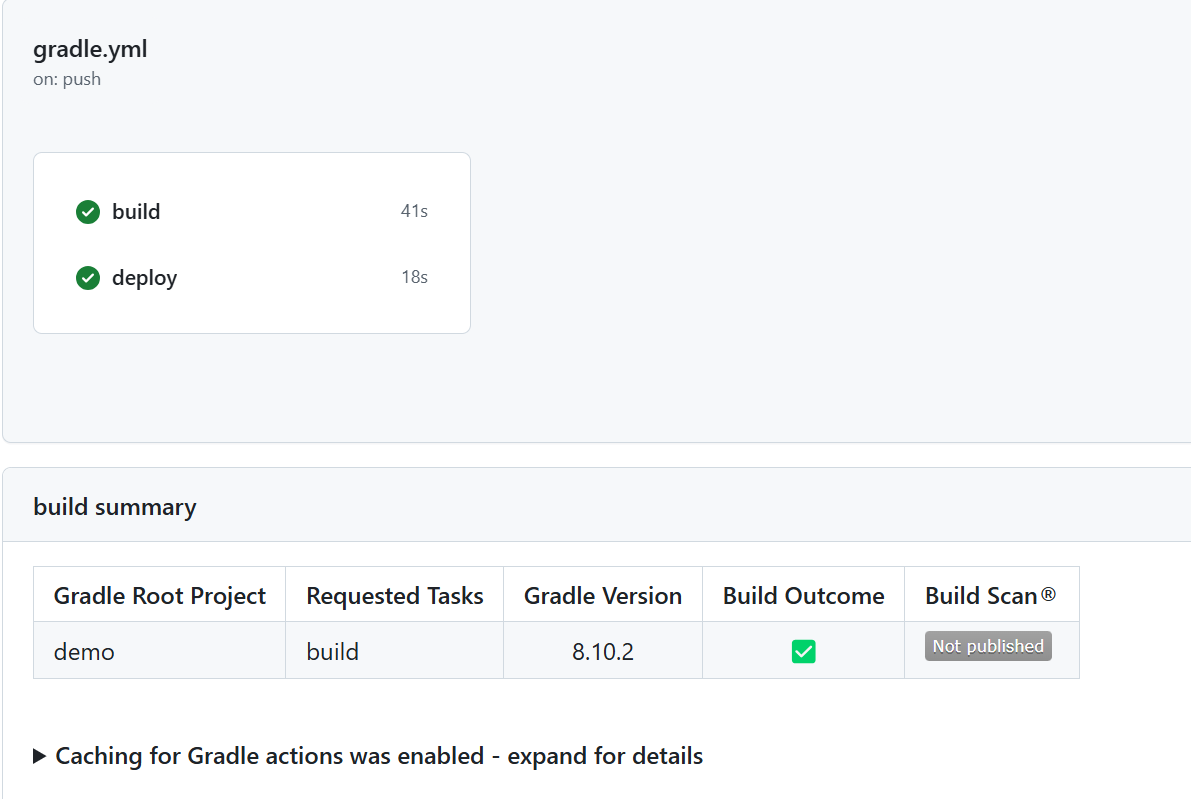 gradle.yml
on: push
build 41s
deploy 18s
build summary
Gradle Root Project Requested Tasks Gradle Version Build Outcome Build Scan®
demo build 8.10.2 Not published
Caching for Gradle actions was enabled - expand for details